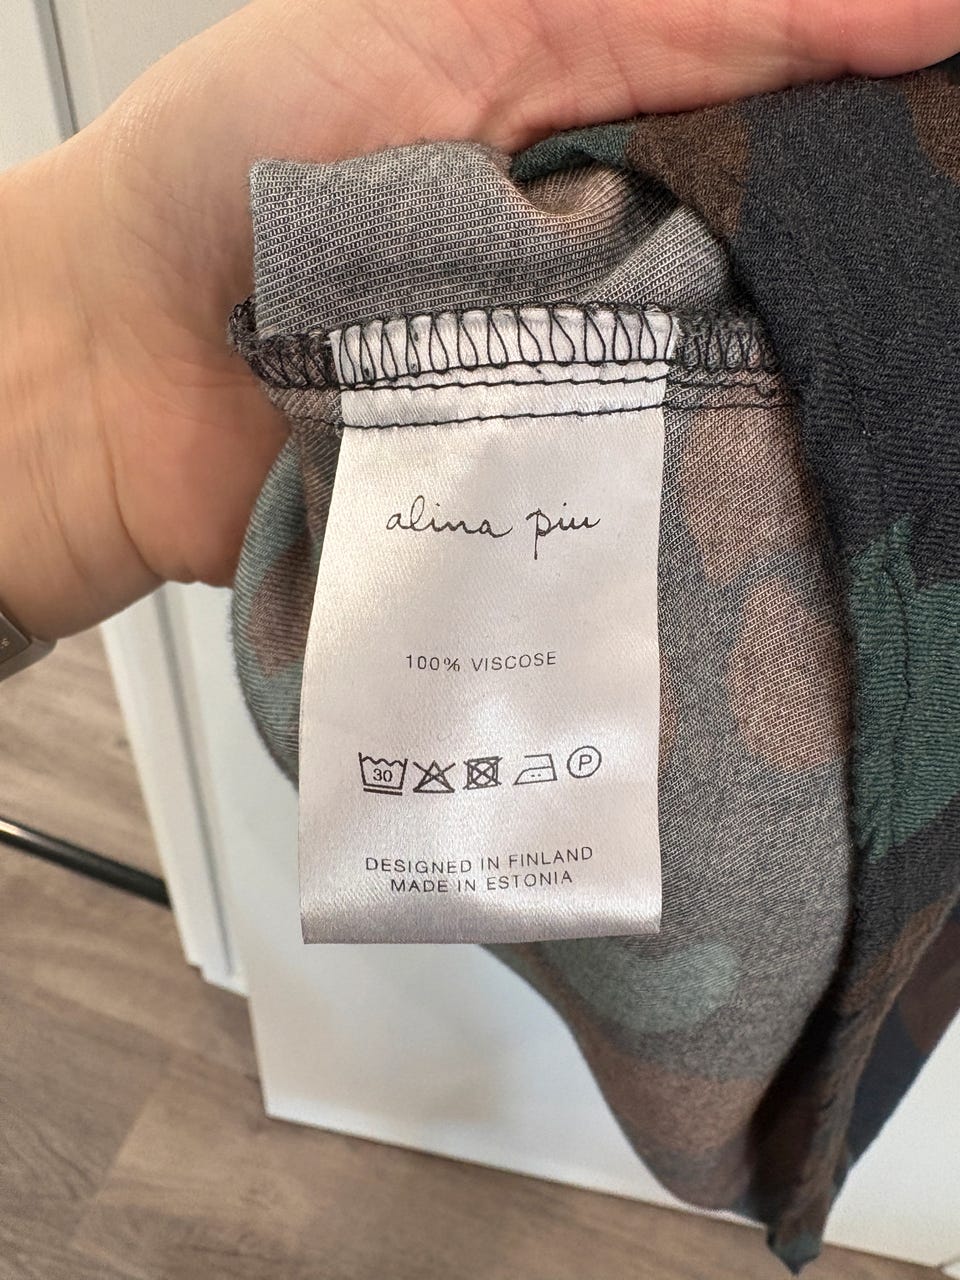 alina piu
100% VISCOSE
30 P
DESIGNED IN FINLAND
MADE IN ESTONIA